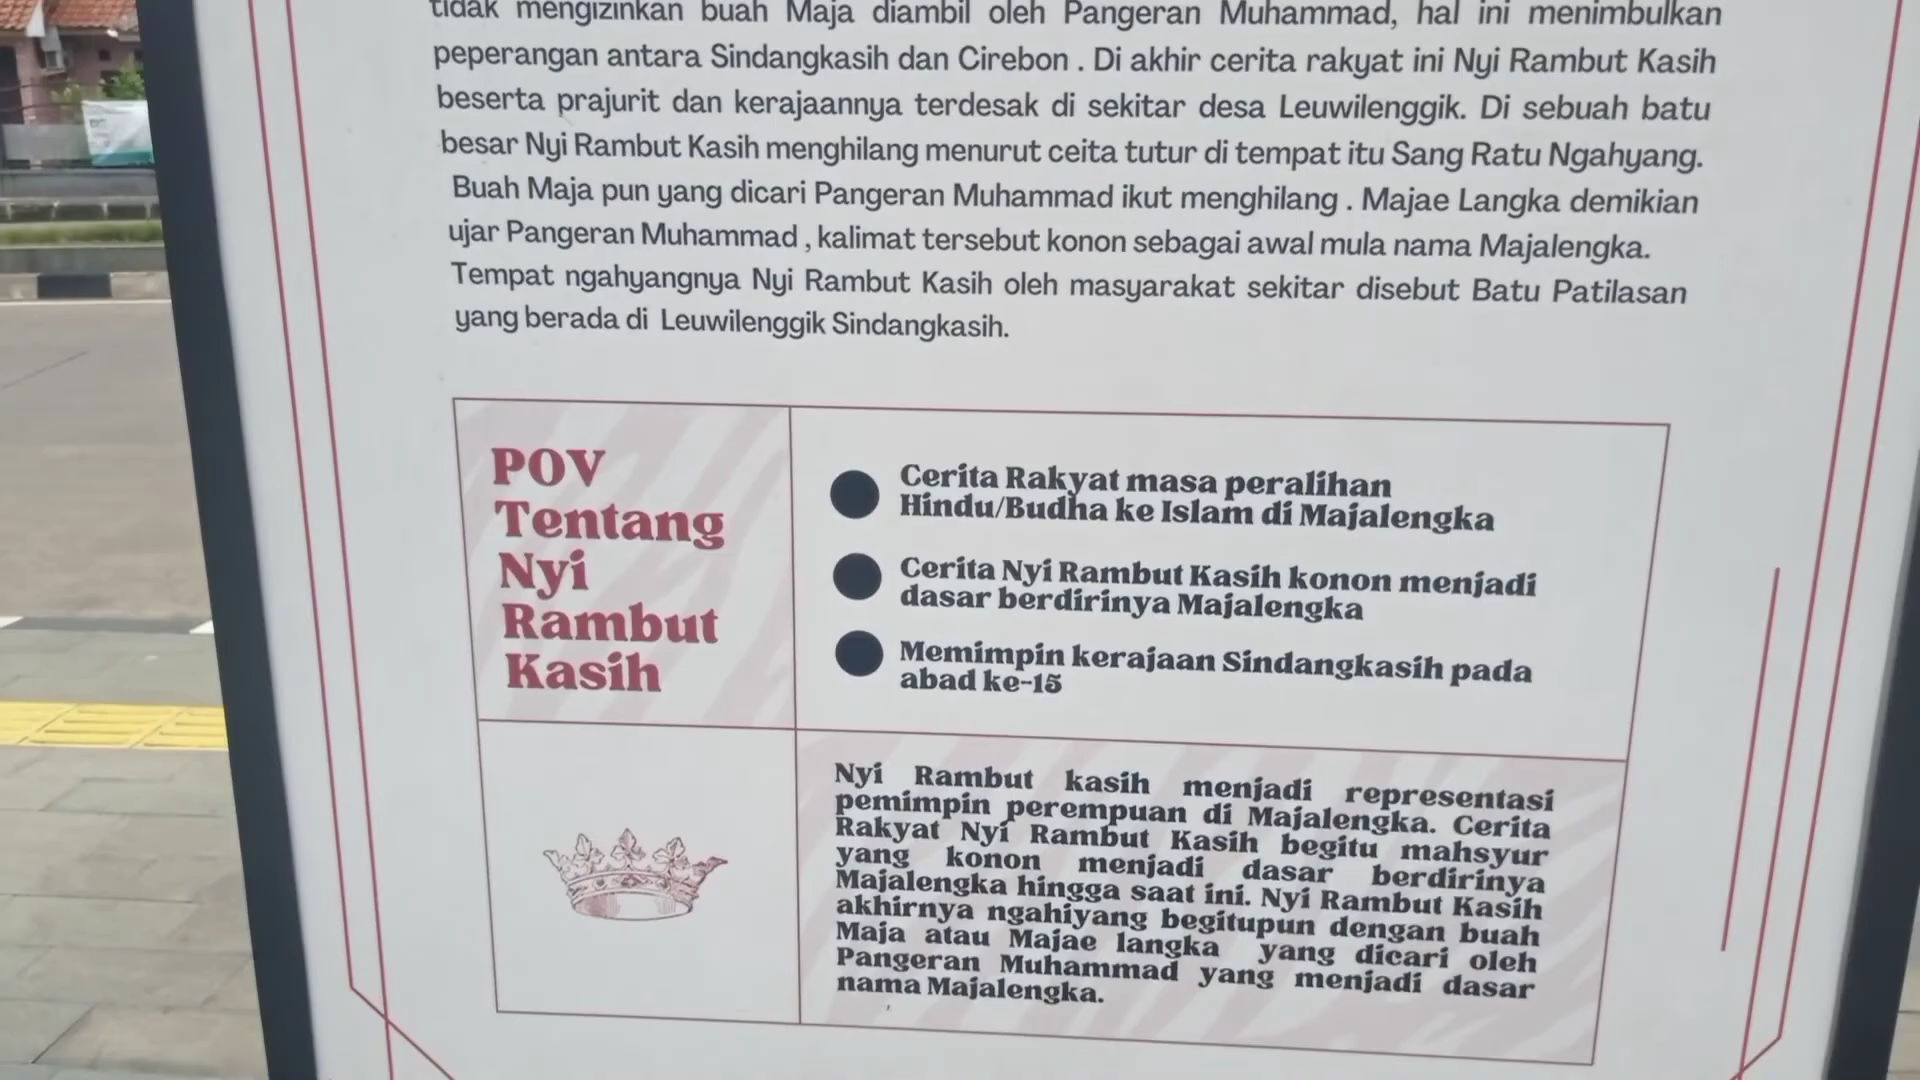 tidak mengizinkan buah Maja diambil oleh Pangeran Muhammad, hal ini menimbulkan
peperangan antara Sindangkasih dan Cirebon . Di akhir cerita rakyat ini Nyi Rambut Kasih
beserta prajurit dan kerajaannya terdesak di sekitar desa Leuwilenggik. Di sebuah batu
besar Nyi Rambut Kasih menghilang menurut ceita tutur di tempat itu Sang Ratu Ngahyang.
Buah Maja pun yang dicari Pangeran Muhammad ikut menghilang . Majae Langka demikian
ujar Pangeran Muhammad , kalimat tersebut konon sebagai awal mula nama Majalengka.
Tempat ngahyangnya Nyi Rambut Kasih oleh masyarakat sekitar disebut Batu Patilasan
yang berada di Leuwilenggik Sindangkasih.
POV
Tentang
Nyi
Rambut
Kasih
Cerita Rakyat masa peralihan
Hindu/Budha ke Islam di Majalengka
Cerita Nyi Rambut Kasih konon menjadi
dasar berdirinya Majalengka
Memimpin kerajaan Sindangkasih pada
abad ke-15
Nyi Rambut kasih menjadi representasi
pemimpin perempuan di Majalengka. Cerita
Rakyat Nyi Rambut Kasih begitu mahsyur
yang konon menjadi dasar berdirinya
Majalengka hingga saat ini. Nyi Rambut Kasih
akhirnya ngahiyang begitupun dengan buah
Maja atau Majae langka yang dicari oleh
Pangeran Muhammad yang menjadi dasar
nama Majalengka.